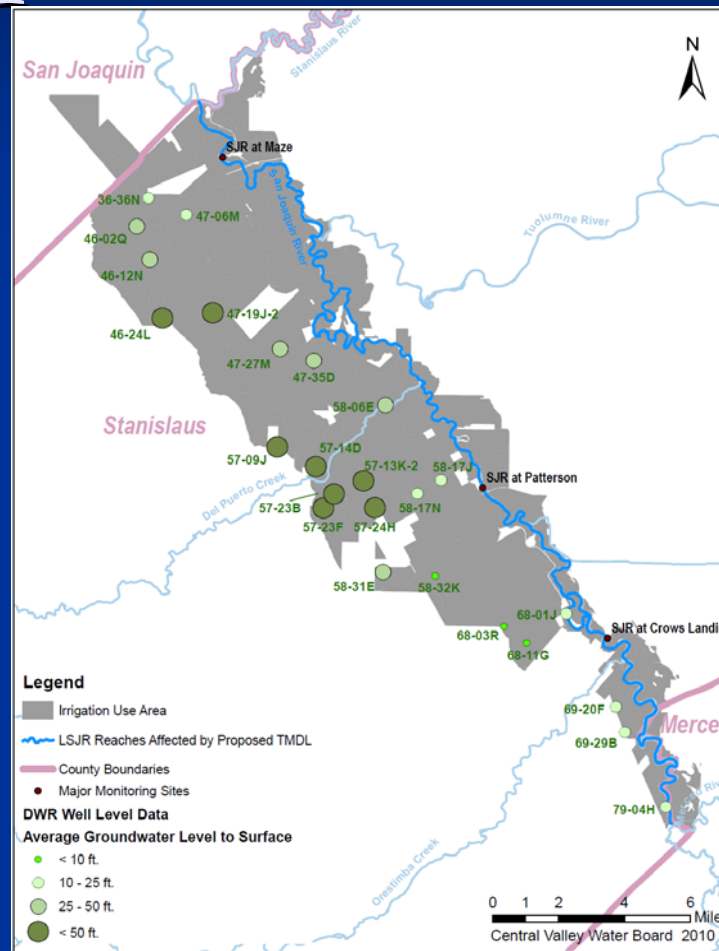 San Joaquin
Stanislaus River
N
SJR at Maze
San Joaquin River
36-36N
47-06M
Tuolumne River
46-02Q
46-12N
47-19J-2
46-24L
47-27M
47-35D
58-06E
Stanislaus
57-09J
57-14D
57-13K-2
58-17J
SJR at Patterson
Del Puerto Creek
57-23B
58-17N
57-23F
57-24H
58-31E
58-32K
68-01J
68-03R
SJR at Crows Landi
68-11G
69-20F
Merce
69-29B
79-04H
Merced River
Orestimba Creek
Legend
Irrigation Use Area
LSJR Reaches Affected by Proposed TMDL
County Boundaries
Major Monitoring Sites
DWR Well Level Data
Average Groundwater Level to Surface
< 10 ft.
10 - 25 ft.
25 - 50 ft.
< 50 ft.
0 1 2 4 6
Mile
Central Valley Water Board 2010